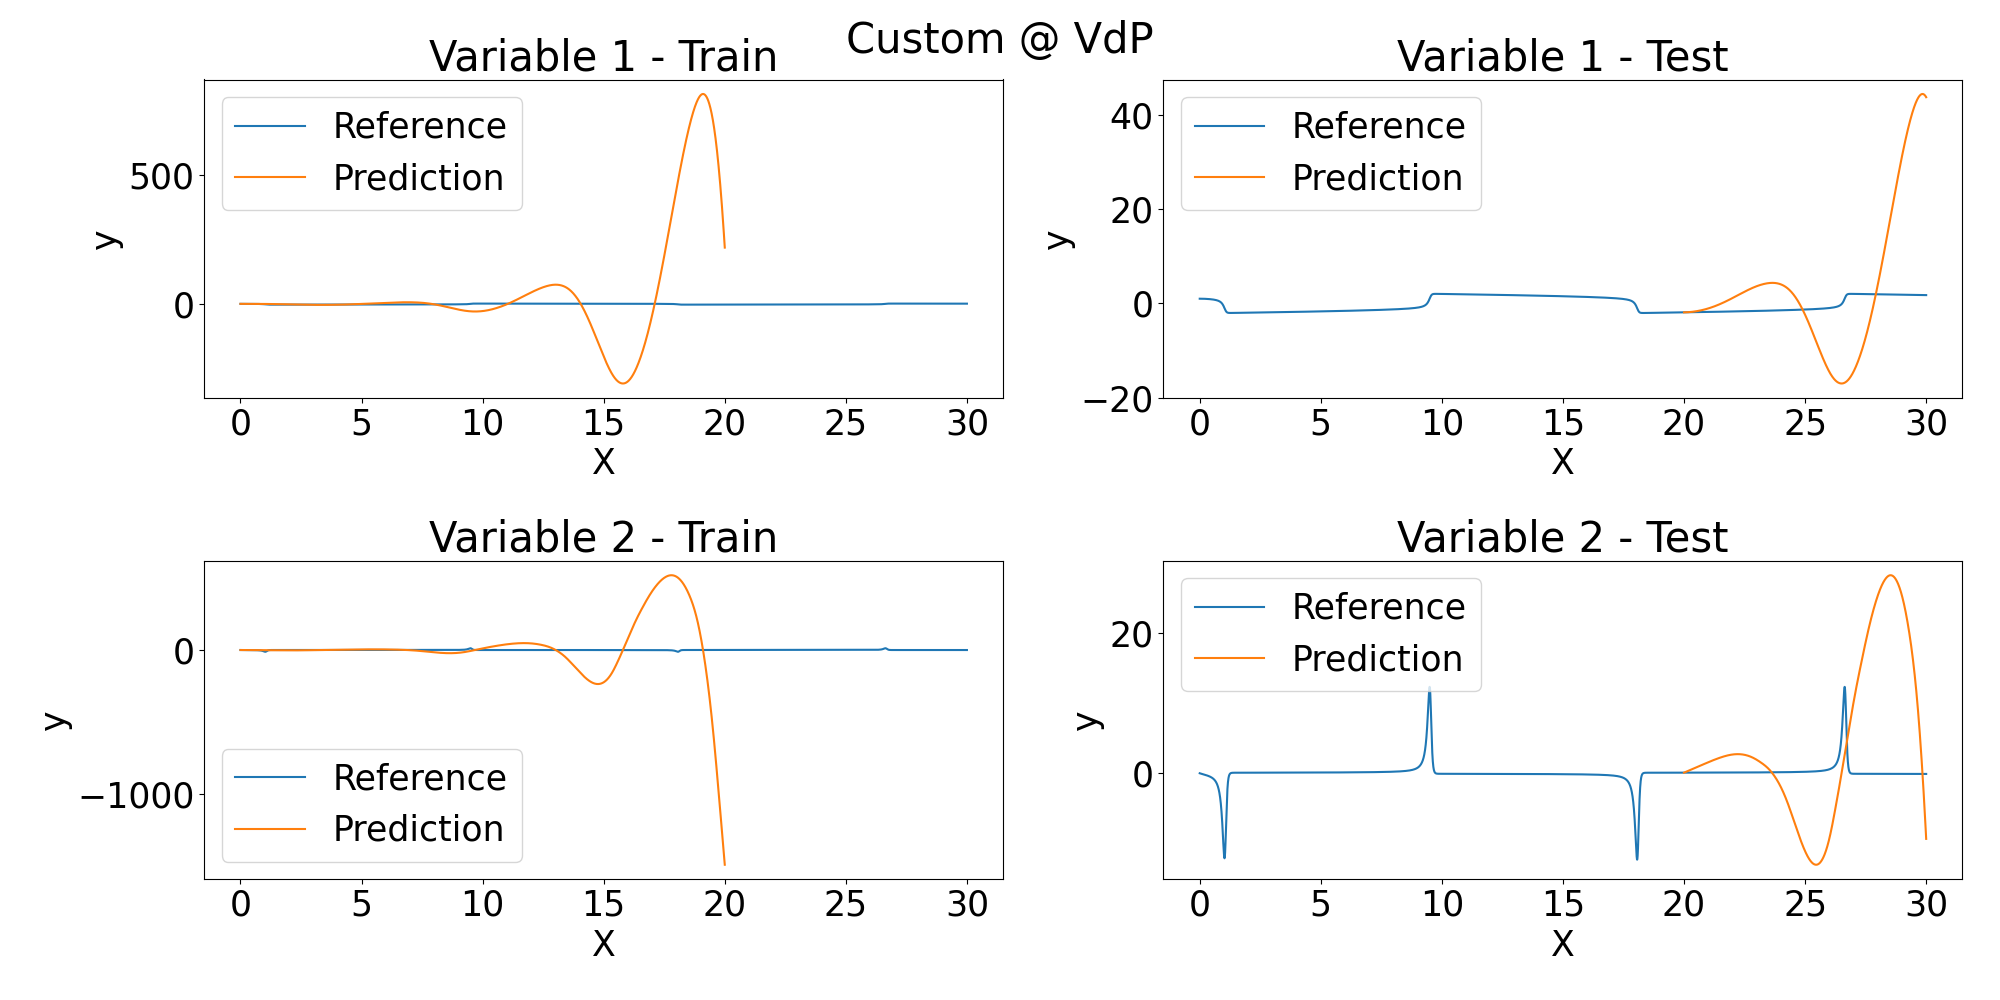 Custom @ VdP
Variable 1 - Train
Reference
Prediction
500
0
y
0 5 10 15 20 25 30
X
Variable 1 - Test
Reference
Prediction
40
20
0
−20
y
0 5 10 15 20 25 30
X
Variable 2 - Train
0
−1000
y
Reference
Prediction
0 5 10 15 20 25 30
X
Variable 2 - Test
Reference
Prediction
20
0
y
0 5 10 15 20 25 30
X